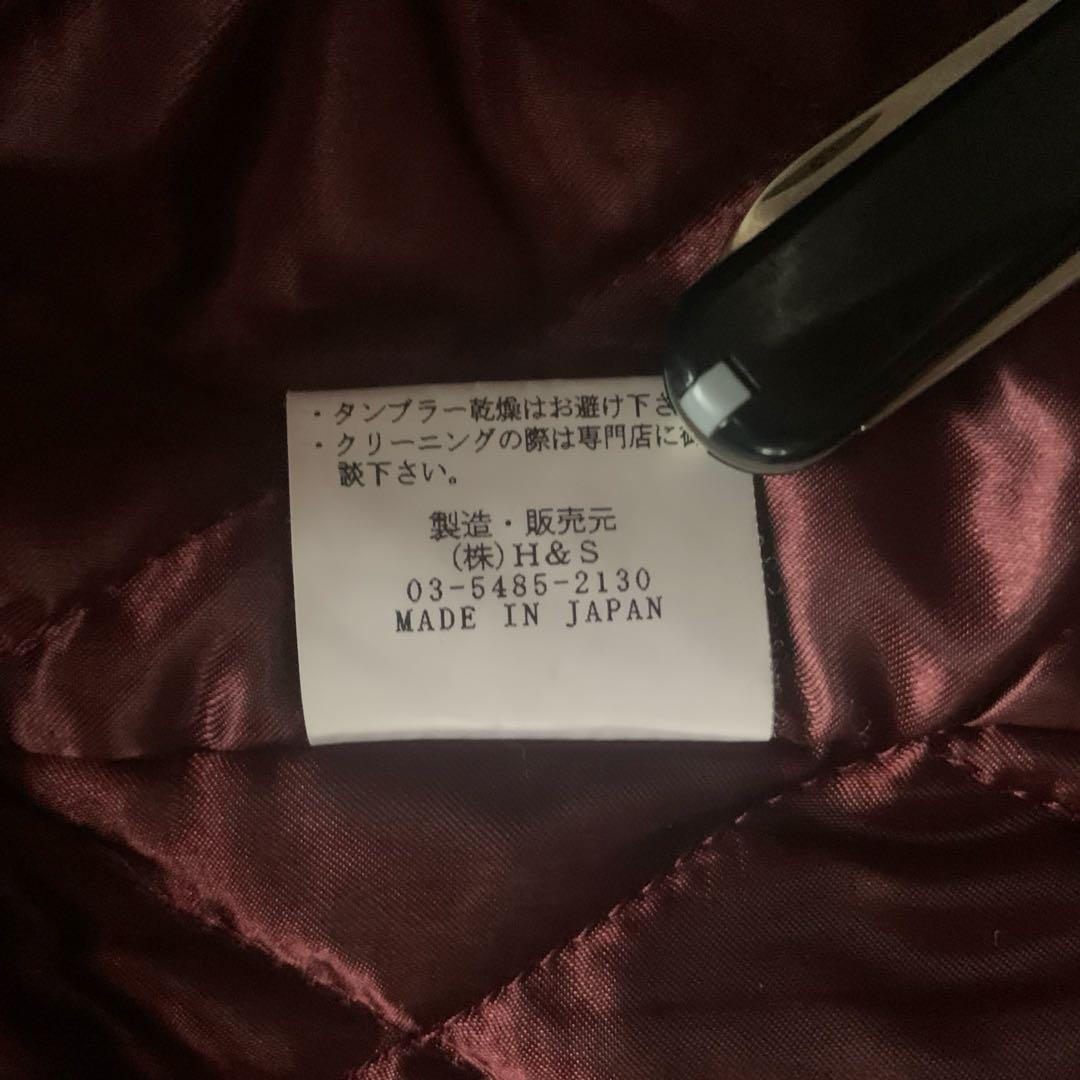 ・タンブラー乾燥はお避け下さ
・クリーニングの際は専門店に御
談下さい。
製造・販売元
(株)H&S
03-5485-2130
MADE IN JAPAN